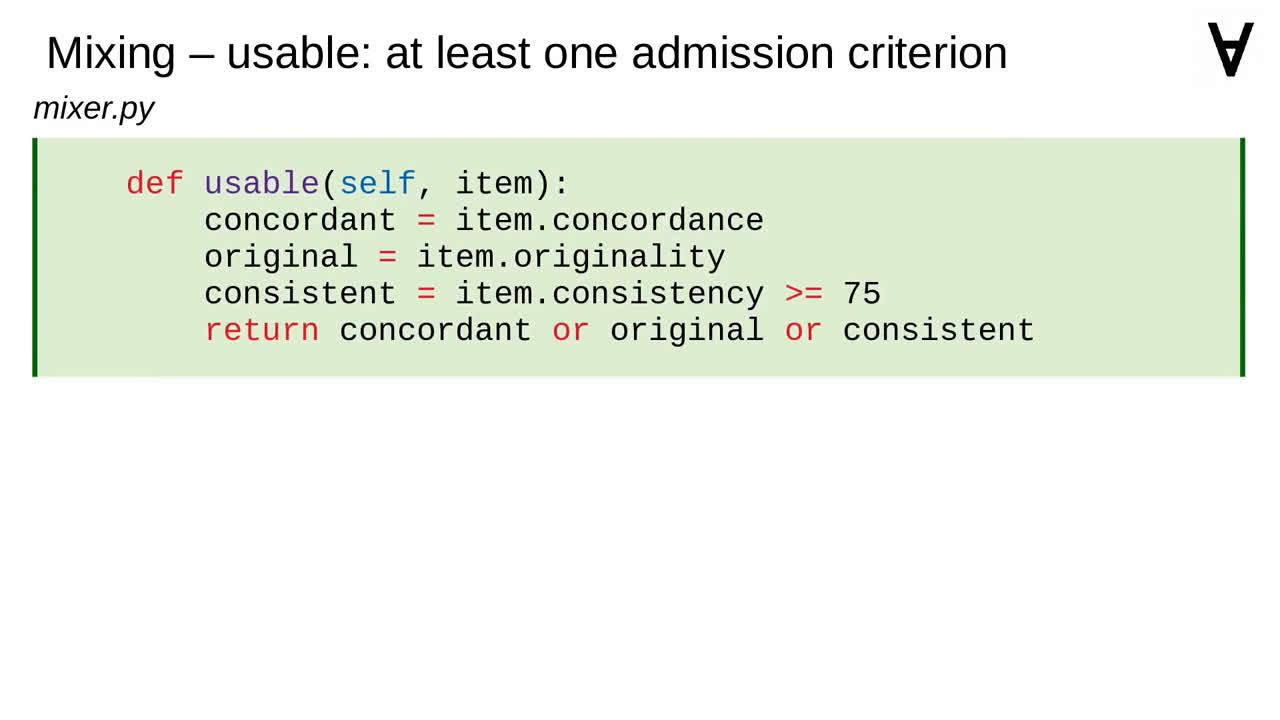 Mixing – usable: at least one admission criterion
∀
mixer.py
def usable(self, item):
    concordant = item.concordance
    original = item.originality
    consistent = item.consistency >= 75
    return concordant or original or consistent